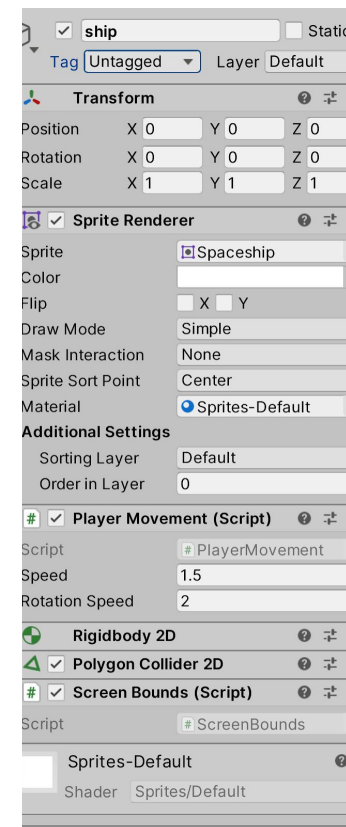 ship Static
Tag Untagged Layer Default
Transform
Position X 0 Y 0 Z 0
Rotation X 0 Y 0 Z 0
Scale X 1 Y 1 Z 1
Sprite Renderer
Sprite Spaceship
Color
Flip X Y
Draw Mode Simple
Mask Interaction None
Sprite Sort Point Center
Material Sprites-Default
Additional Settings
Sorting Layer Default
Order in Layer 0
# Player Movement (Script)
Script # PlayerMovement
Speed 1.5
Rotation Speed 2
Rigidbody 2D
Polygon Collider 2D
# Screen Bounds (Script)
Script # ScreenBounds
Sprites-Default
Shader Sprites/Default